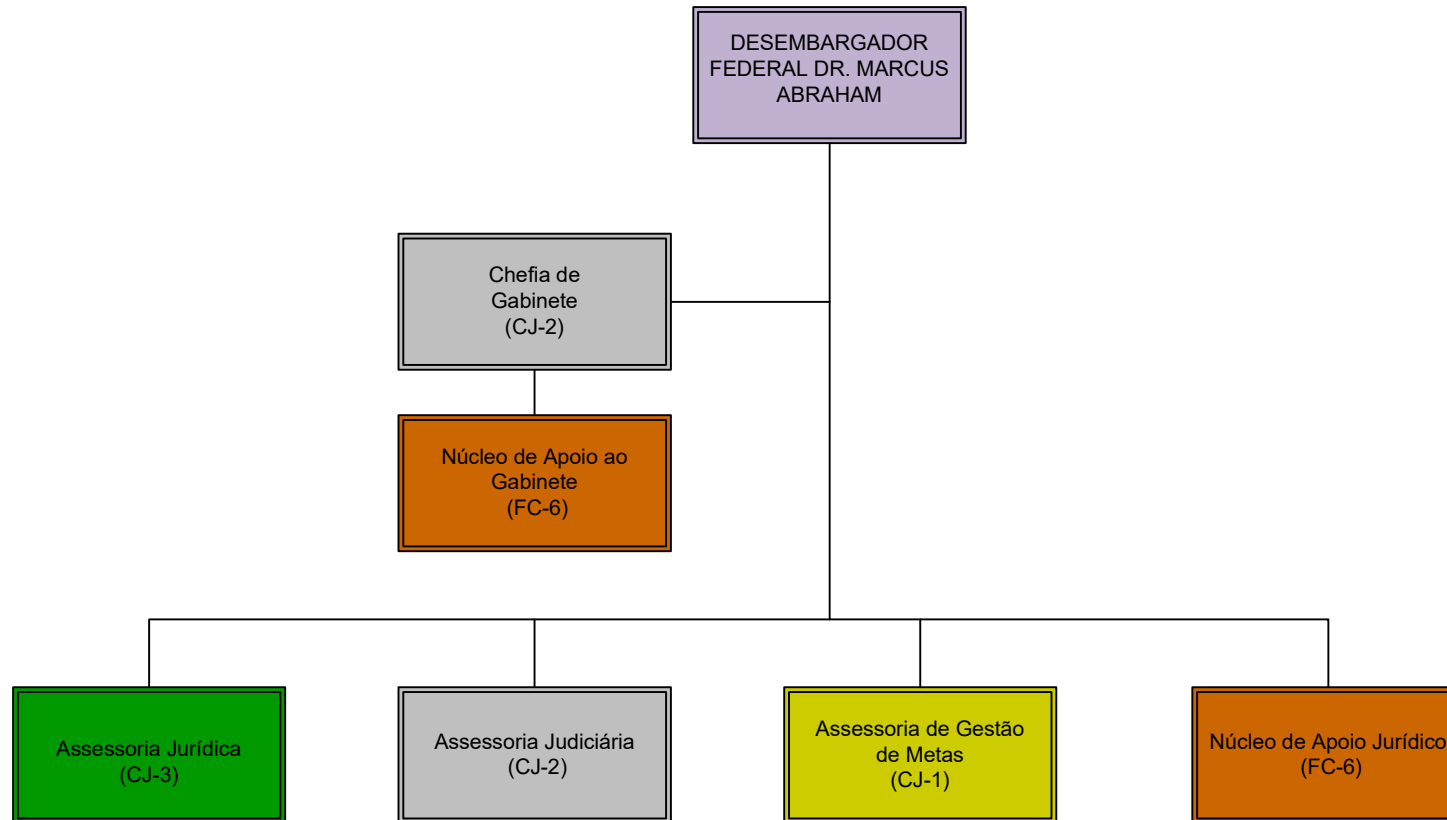 DESEMBARGADOR
FEDERAL DR. MARCUS
ABRAHAM
Chefia de
Gabinete
(CJ-2)
Núcleo de Apoio ao
Gabinete
(FC-6)
Assessoria Jurídica
(CJ-3)
Assessoria Judiciária
(CJ-2)
Assessoria de Gestão
de Metas
(CJ-1)
Núcleo de Apoio Jurídico
(FC-6)